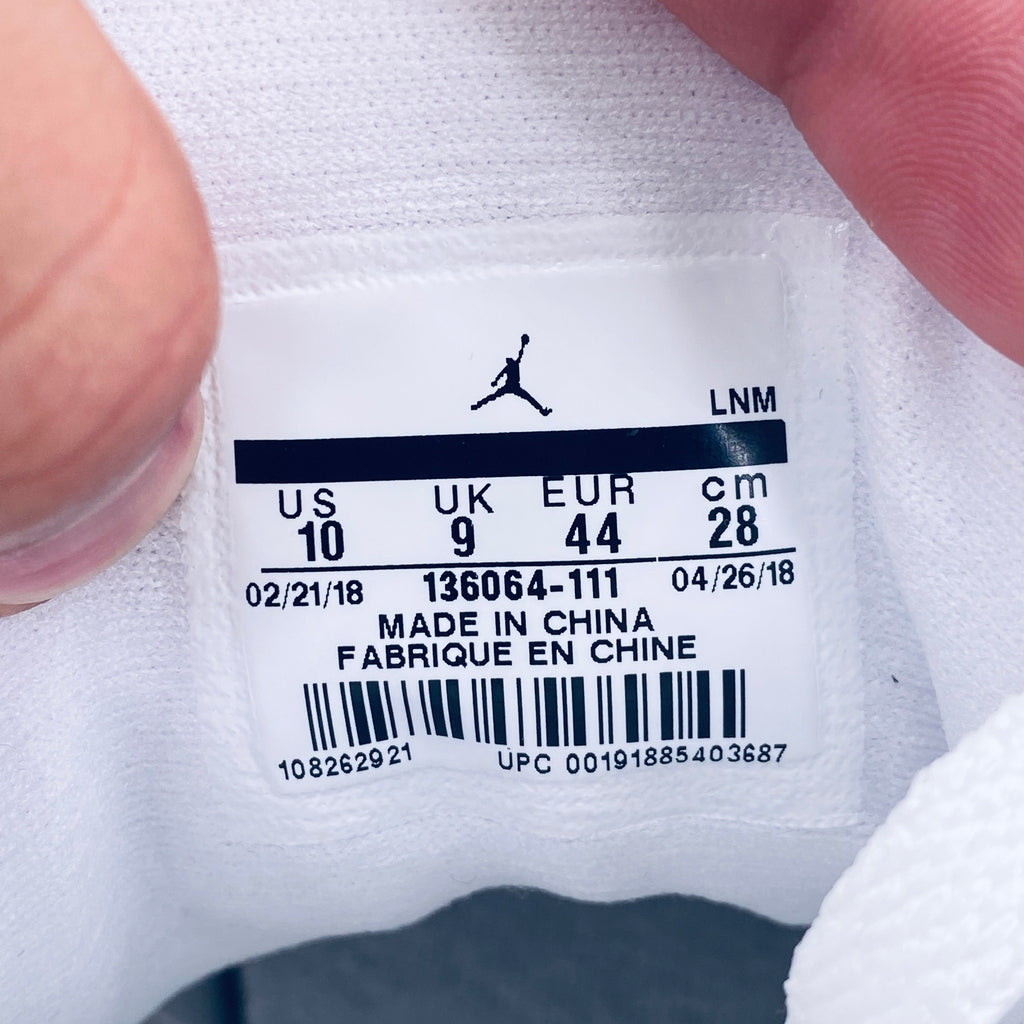 LNM
US UK EUR cm
10 9 44 28
02/21/18 136064-111 04/26/18
MADE IN CHINA
FABRIQUE EN CHINE
108262921 UPC 00191885403687